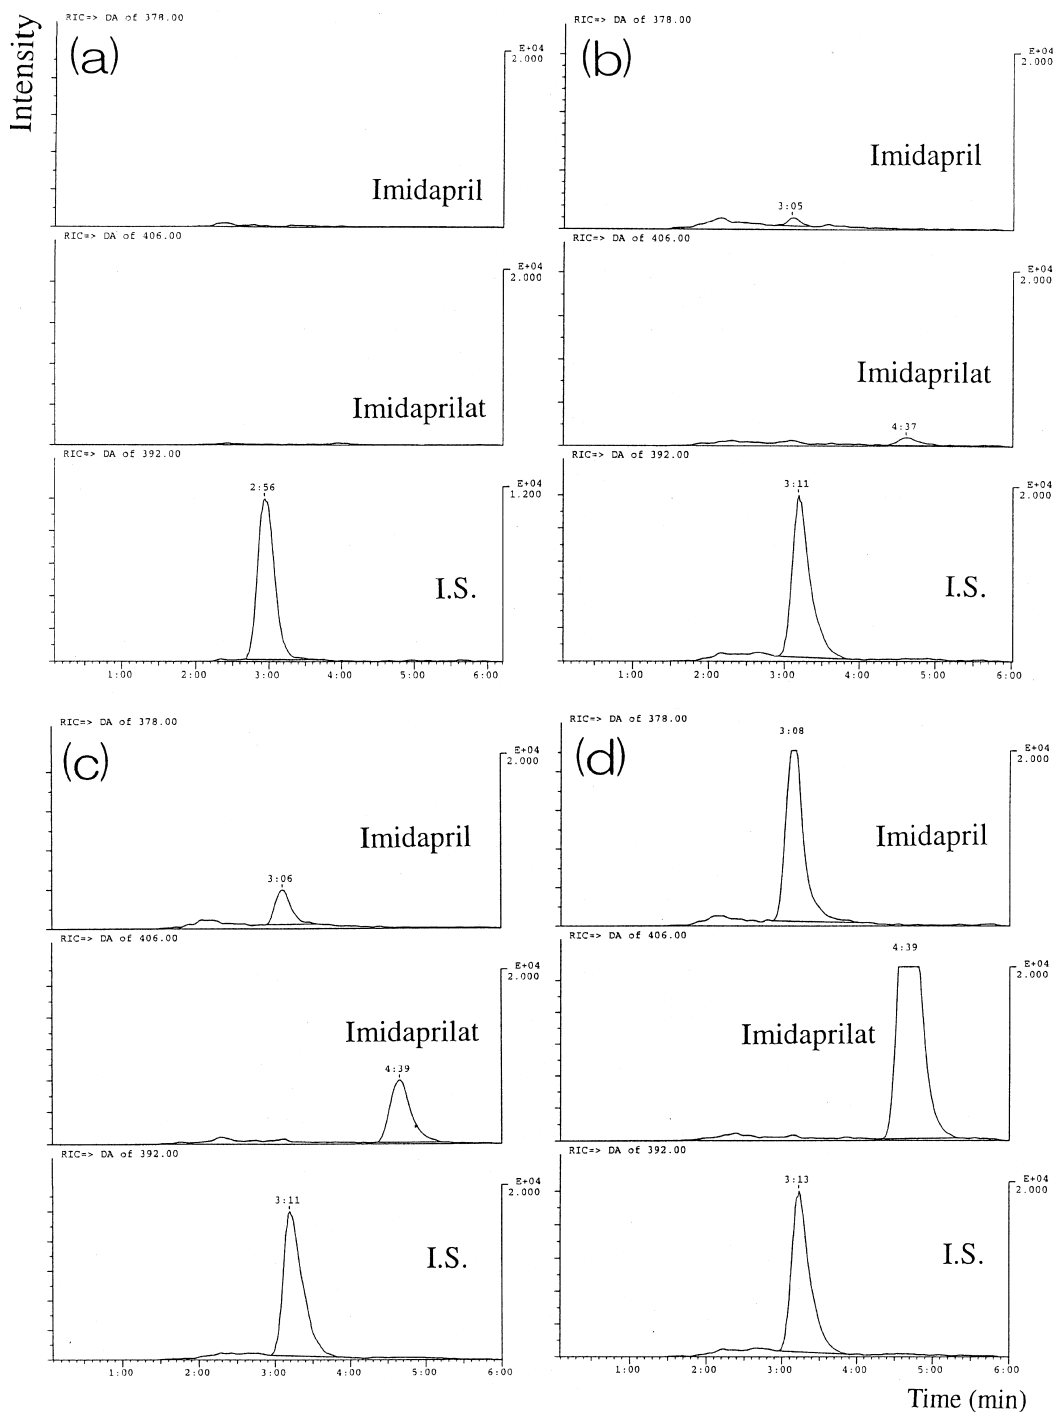 Intensity
RIC=> DA of 378.00
(a)
E+04
2.000
Imidapril
RIC=> DA of 406.00
E+04
2.000
Imidaprilat
RIC=> DA of 392.00
2:56
E+04
1.200
I.S.
1:00 2:00 3:00 4:00 5:00 6:00
RIC=> DA of 378.00
(b)
E+04
2.000
Imidapril
3:05
RIC=> DA of 406.00
E+04
2.000
Imidaprilat
4:37
RIC=> DA of 392.00
3:11
E+04
2.000
I.S.
1:00 2:00 3:00 4:00 5:00 6:00
RIC=> DA of 378.00
(c)
E+04
2.000
Imidapril
3:06
RIC=> DA of 406.00
E+04
2.000
Imidaprilat
4:39
RIC=> DA of 392.00
E+04
2.000
3:11
I.S.
1:00 2:00 3:00 4:00 5:00 6:00
RIC=> DA of 378.00
3:08
(d)
E+04
2.000
Imidapril
RIC=> DA of 406.00
4:39
E+04
2.000
Imidaprilat
RIC=> DA of 392.00
3:13
E+04
2.000
I.S.
1:00 2:00 3:00 4:00 5:00 6:00
Time (min)